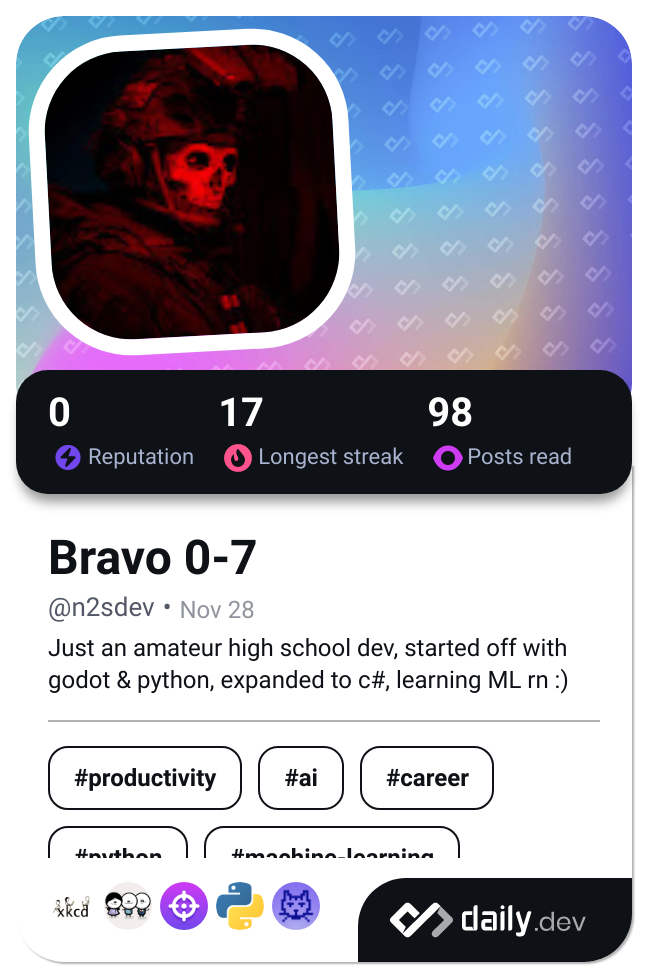 0 17 98
Reputation Longest streak Posts read
Bravo 0-7
@n2sdev • Nov 28
Just an amateur high school dev, started off with
godot & python, expanded to c#, learning ML rn :)
#productivity #ai #career
#python #machine-learning
xkcd
daily.dev